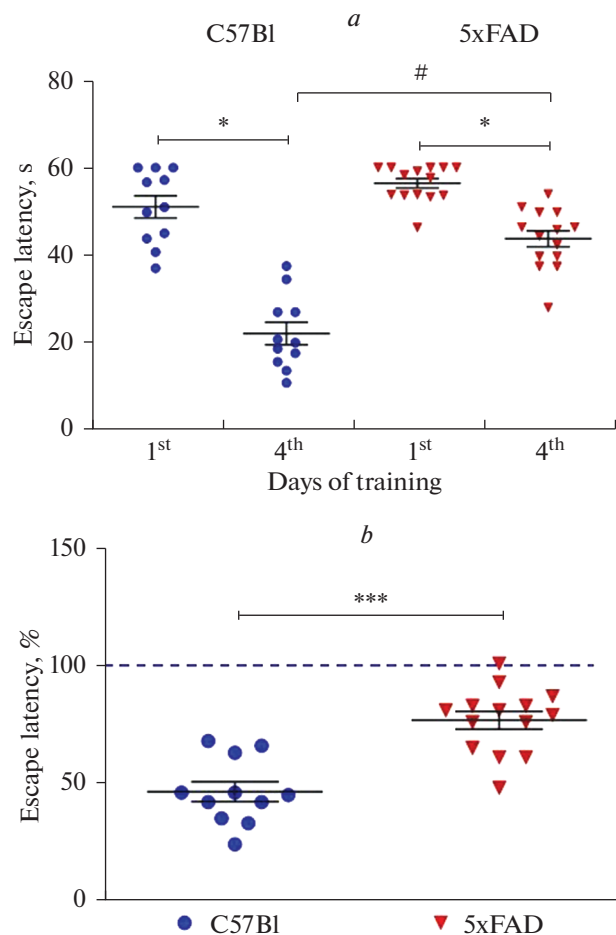 a
C57Bl 5xFAD
#
* *
80
60
40
20
0
Escape latency, s
1st 4th 1st 4th
Days of training
b
150
***
100
50
0
Escape latency, %
C57Bl 5xFAD